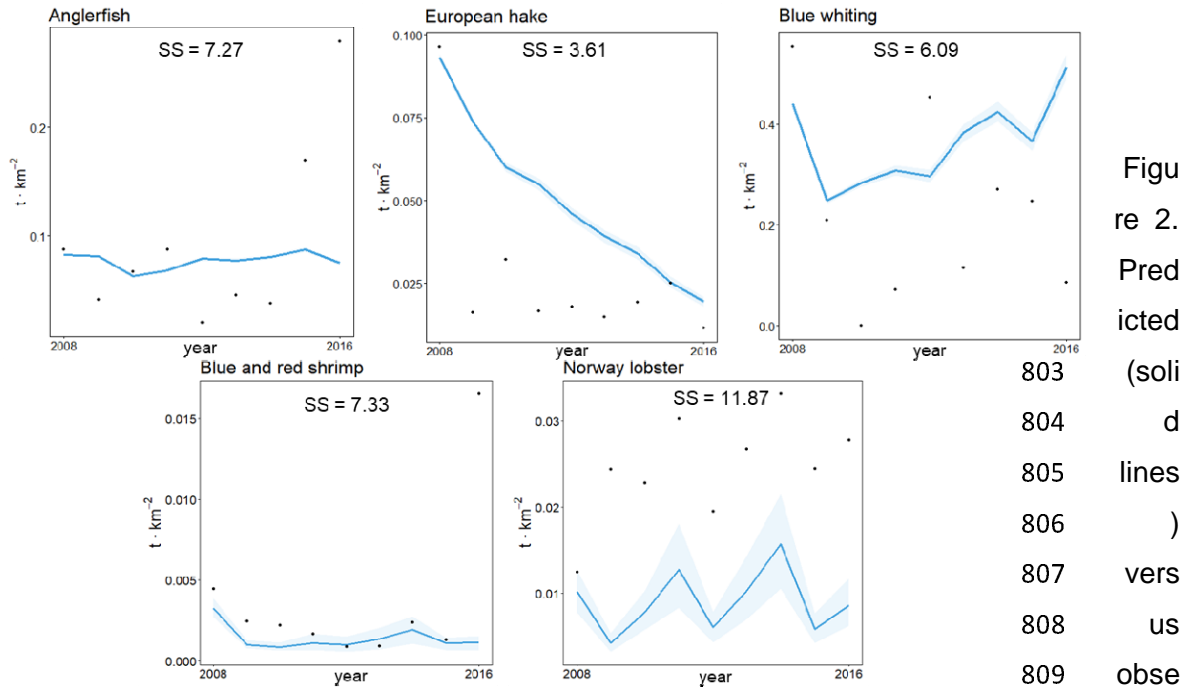 Anglerfish
SS = 7.27
0.2
0.1
t · km⁻²
2008
year
2016
European hake
SS = 3.61
0.100
0.075
0.050
0.025
t · km⁻²
2008
year
2016
Blue whiting
SS = 6.09
0.4
0.2
0.0
t · km⁻²
2008
year
2016
Blue and red shrimp
SS = 7.33
0.015
0.010
0.005
0.000
t · km⁻²
2008
year
2016
Norway lobster
SS = 11.87
0.03
0.02
0.01
t · km⁻²
2008
year
2016
Figu
re 2.
Pred
icted
803 (soli
804 d
805 lines
806 )
807 vers
808 us
809 obse